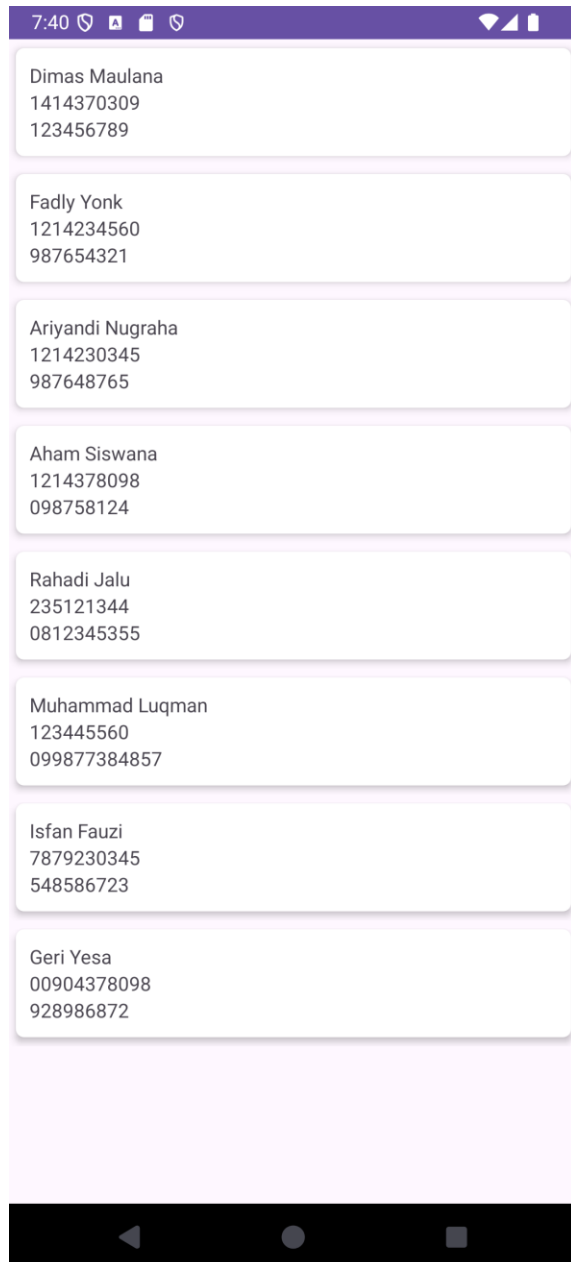 7:40
Dimas Maulana
1414370309
123456789
Fadly Yonk
1214234560
987654321
Ariyandi Nugraha
1214230345
987648765
Aham Siswana
1214378098
098758124
Rahadi Jalu
235121344
0812345355
Muhammad Luqman
123445560
099877384857
Isfan Fauzi
7879230345
548586723
Geri Yesa
00904378098
928986872